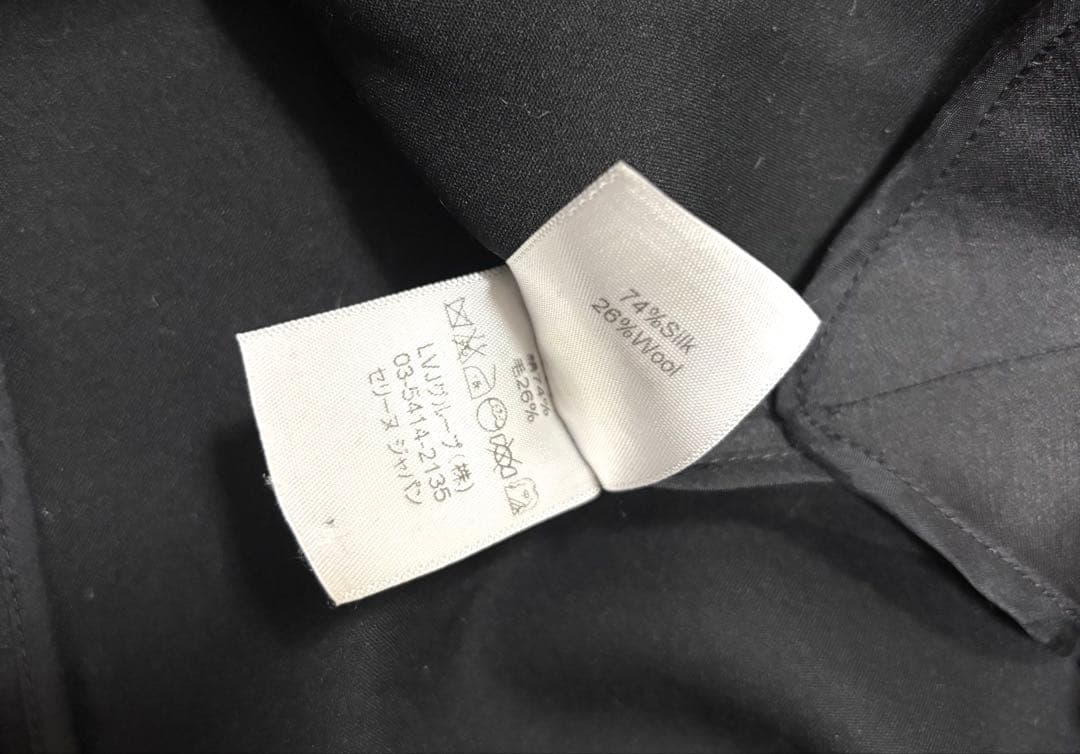 74%Silk
26%Wool
絹74%
毛26%
LVJグループ(株)
03-5414-2135
セリーヌ ジャパン